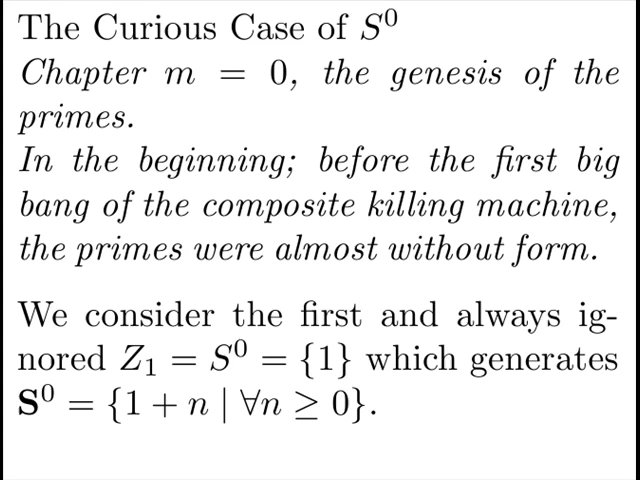 The Curious Case of S⁰
Chapter m = 0, the genesis of the
primes.
In the beginning; before the first big
bang of the composite killing machine,
the primes were almost without form.
We consider the first and always ig-
nored Z₁ = S⁰ = {1} which generates
𝐒⁰ = {1 + n | ∀n ≥ 0}.